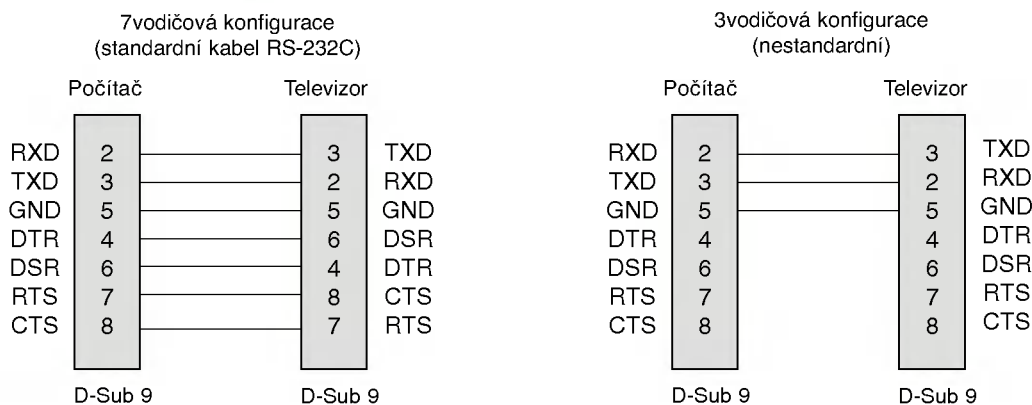 7vodičová konfigurace
(standardní kabel RS-232C)
Počítač Televizor
RXD 2 3 TXD
TXD 3 2 RXD
GND 5 5 GND
DTR 4 6 DSR
DSR 6 4 DTR
RTS 7 8 CTS
CTS 8 7 RTS
D-Sub 9 D-Sub 9
3vodičová konfigurace
(nestandardní)
Počítač Televizor
RXD 2 3 TXD
TXD 3 2 RXD
GND 5 5 GND
DTR 4 4 DTR
DSR 6 6 DSR
RTS 7 7 RTS
CTS 8 8 CTS
D-Sub 9 D-Sub 9